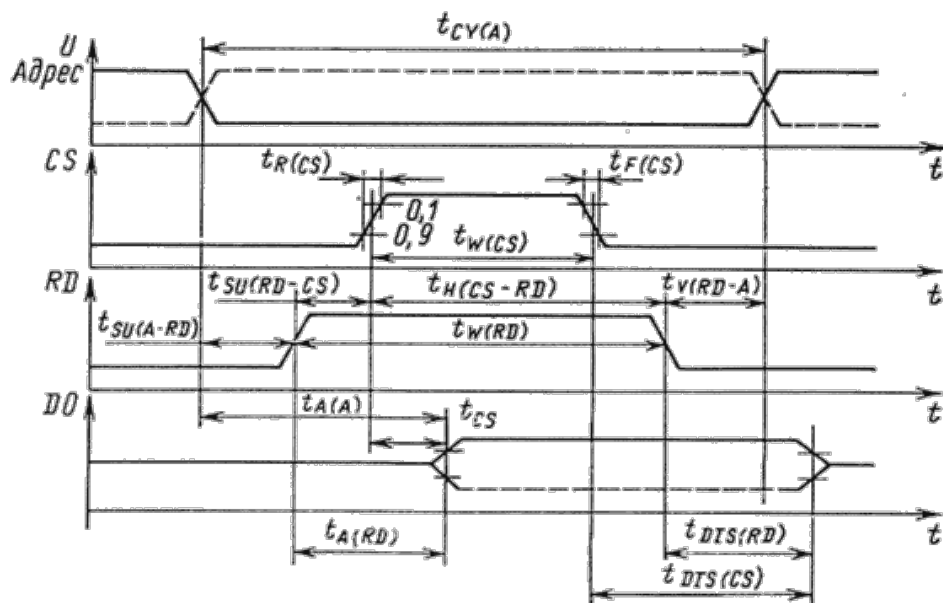 U
t_CY(A)
Адрес
t
CS
t_R(CS)
t_F(CS)
0,1
0,9
t_W(CS)
t
RD
t_SU(RD-CS)
t_H(CS-RD)
t_V(RD-A)
t_SU(A-RD)
t_W(RD)
t
DO
t_A(A)
t_CS
t
t_A(RD)
t_DIS(RD)
t_DIS(CS)